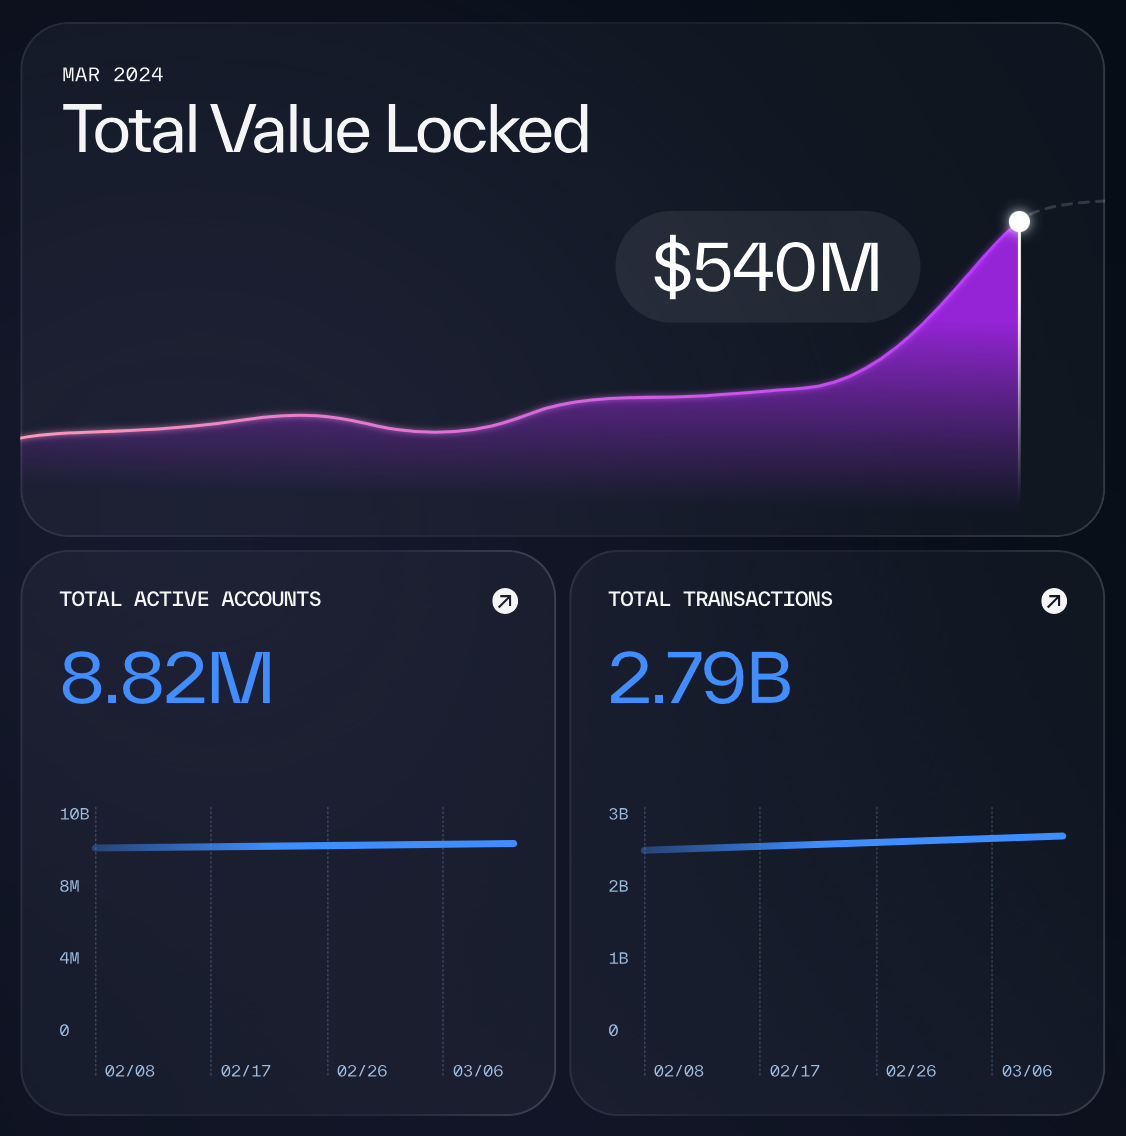 MAR 2024
Total Value Locked
$540M
TOTAL ACTIVE ACCOUNTS
8.82M
10B
8M
4M
0
02/08 02/17 02/26 03/06
TOTAL TRANSACTIONS
2.79B
3B
2B
1B
0
02/08 02/17 02/26 03/06